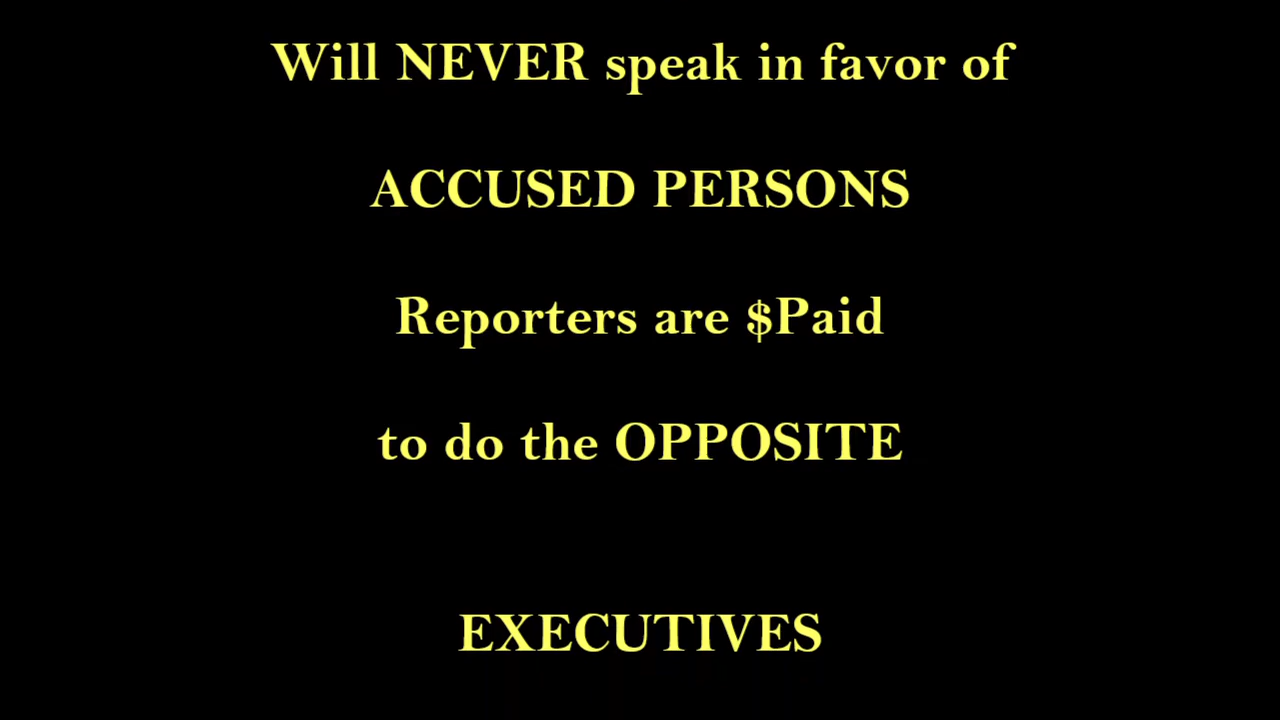 Will NEVER speak in favor of
ACCUSED PERSONS
Reporters are $Paid
to do the OPPOSITE
EXECUTIVES